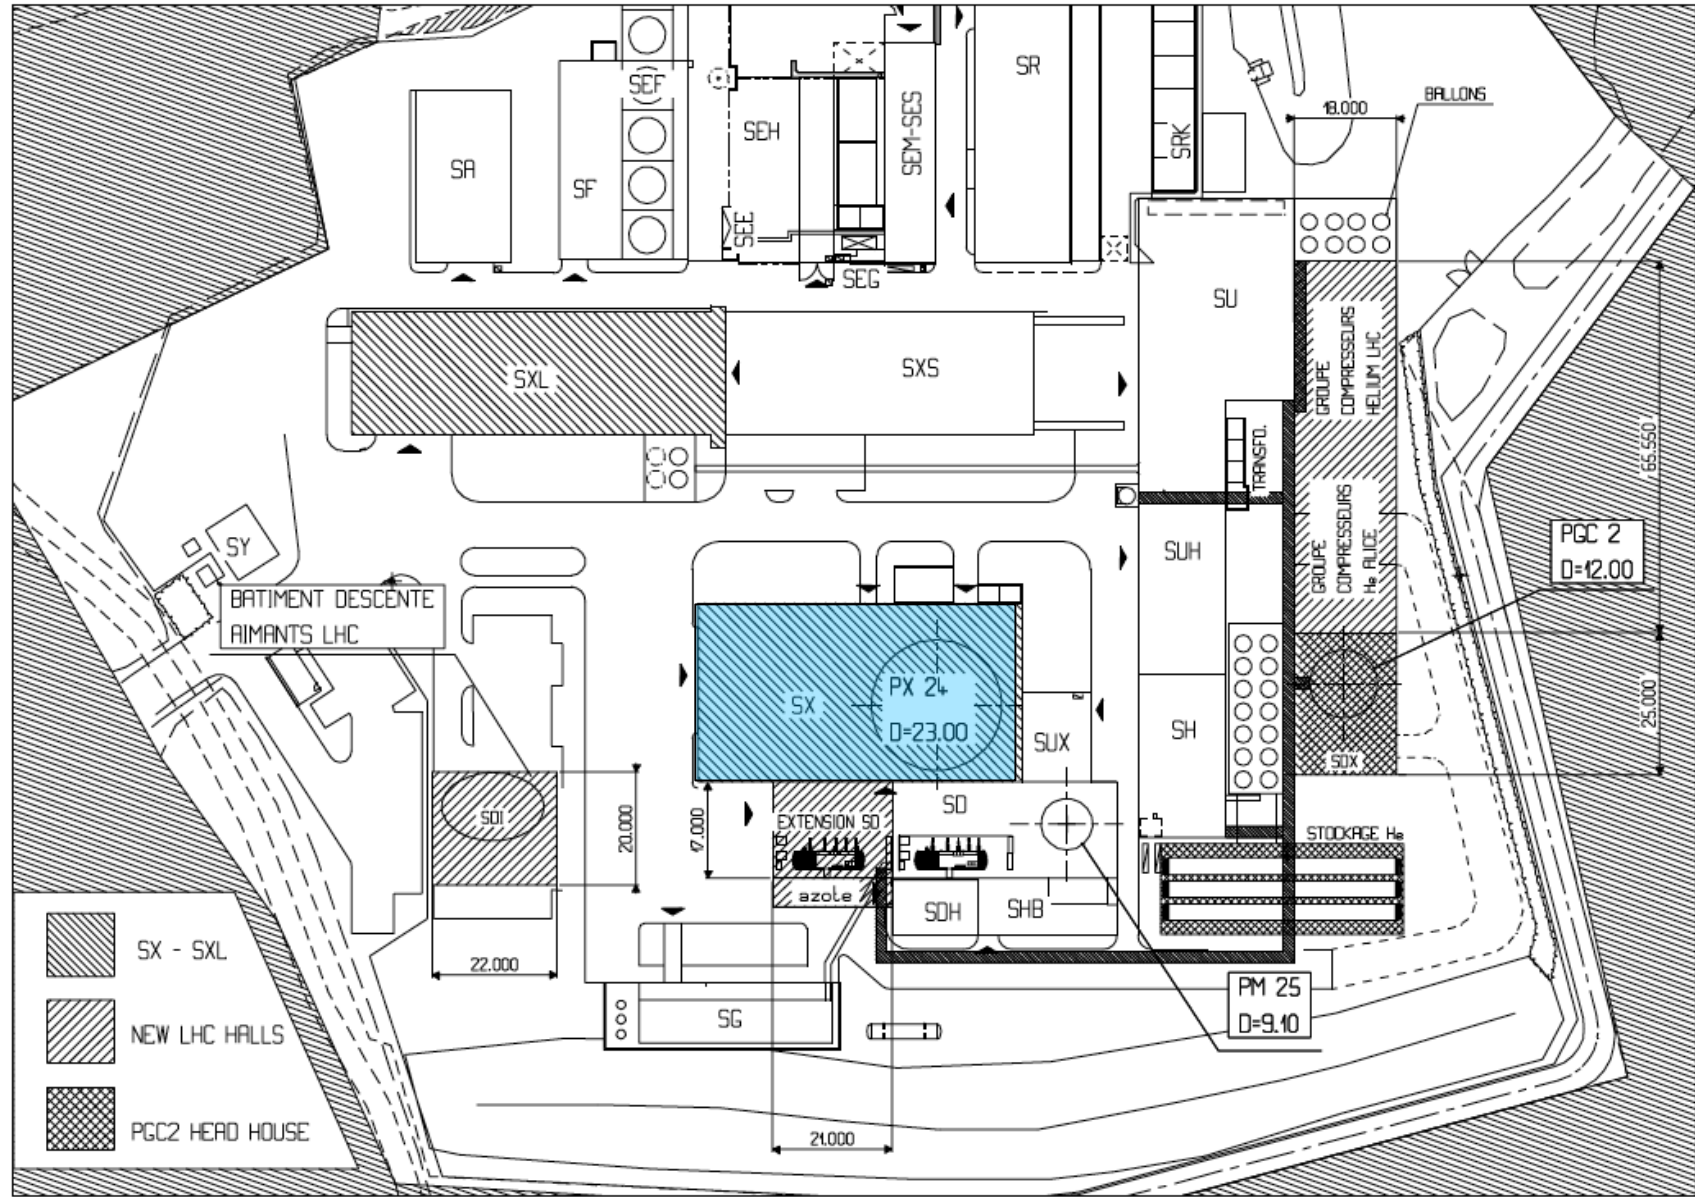 SEF
SR
BALLONS
18.000
SA
SF
SEH
SEM-SES
SRK
SEE
SEG
SU
SXL
SXS
GROUPE
COMPRESSEURS
HELIUM LHC
TRANSFO.
65.550
GROUPE
COMPRESSEURS
He ALICE
SY
SUH
PGC 2
D=12.00
BATIMENT DESCENTE
AIMANTS LHC
SX
PX 24
D=23.00
SUX
SH
25.000
SDX
SDI
20.000
17.000
EXTENSION SD
SD
STOCKAGE He
azote
SDH
SHB
22.000
SX - SXL
NEW LHC HALLS
PGC2 HEAD HOUSE
SG
PM 25
D=9.10
21.000